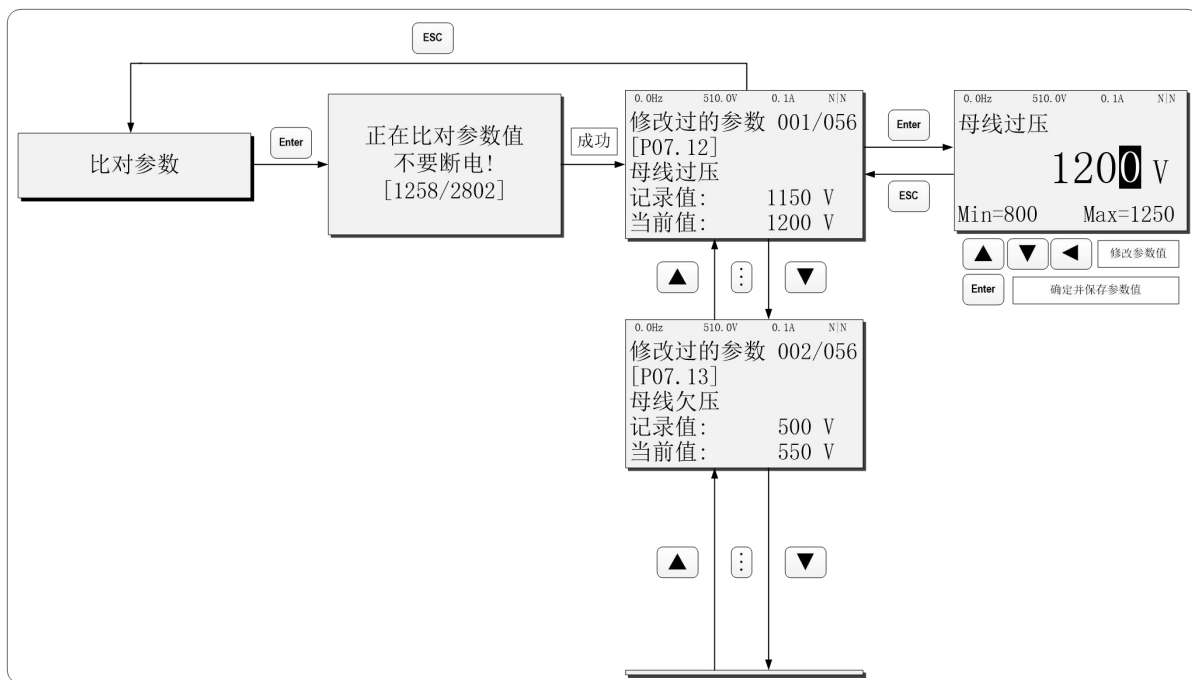 ESC
比对参数
Enter
正在比对参数值
不要断电!
[1258/2802]
成功
0.0Hz 510.0V 0.1A N|N
修改过的参数 001/056
[P07.12]
母线过压
记录值: 1150 V
当前值: 1200 V
Enter
ESC
0.0Hz 510.0V 0.1A N|N
母线过压
1200 V
Min=800 Max=1250
修改参数值
Enter 确定并保存参数值
0.0Hz 510.0V 0.1A N|N
修改过的参数 002/056
[P07.13]
母线欠压
记录值: 500 V
当前值: 550 V